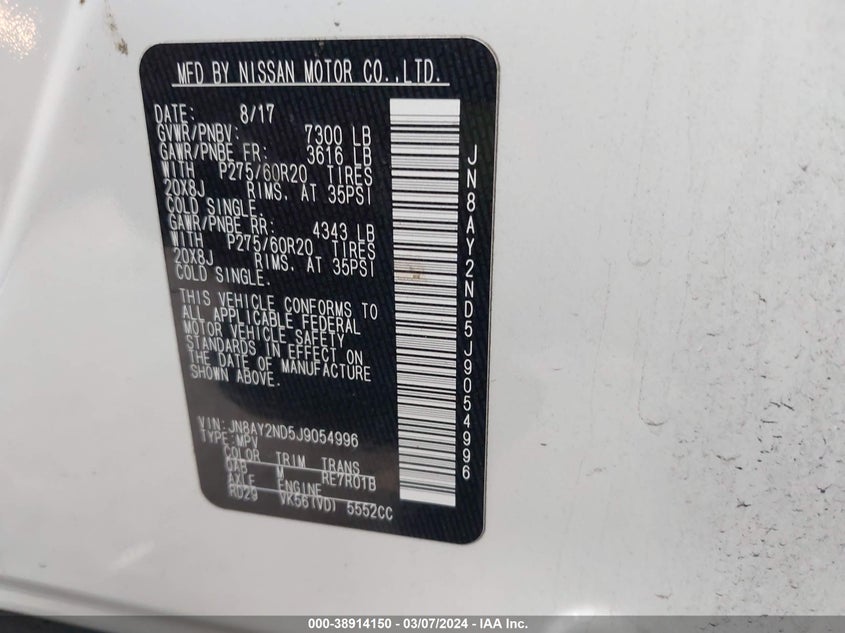 MFD BY NISSAN MOTOR CO.,LTD.
DATE: 8/17
GVWR/PNBV: 7300 LB
GAWR/PNBE FR: 3616 LB
WITH P275/60R20 TIRES
20X8J RIMS. AT 35PSI
COLD SINGLE.
GAWR/PNBE RR: 4343 LB
WITH P275/60R20 TIRES
20X8J RIMS. AT 35PSI
COLD SINGLE.
THIS VEHICLE CONFORMS TO
ALL APPLICABLE FEDERAL
MOTOR VEHICLE SAFETY
STANDARDS IN EFFECT ON
THE DATE OF MANUFACTURE
SHOWN ABOVE.
VIN:JN8AY2ND5J9054996
TYPE:MPV
COLOR TRIM TRANS
QAB M RE7R01B
AXLE ENGINE
RD29 VK56(VD) 5552CC
JN8AY2ND5J9054996
000-38914150 — 03/07/2024 — IAA Inc.